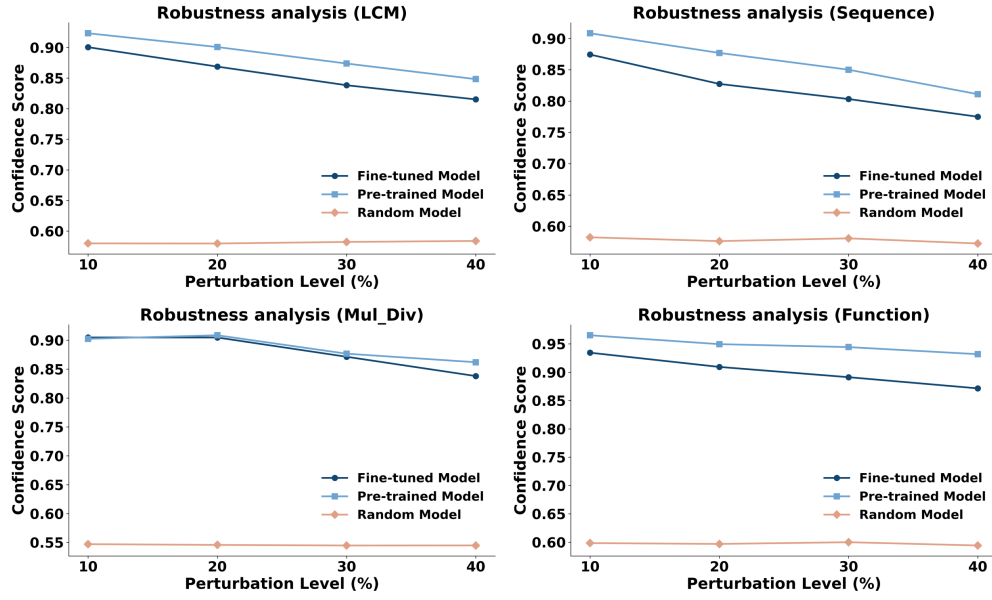 Robustness analysis (LCM)
Confidence Score
0.90
0.85
0.80
0.75
0.70
0.65
0.60
Fine-tuned Model
Pre-trained Model
Random Model
10 20 30 40
Perturbation Level (%)
Robustness analysis (Sequence)
Confidence Score
0.90
0.85
0.80
0.75
0.70
0.65
0.60
Fine-tuned Model
Pre-trained Model
Random Model
10 20 30 40
Perturbation Level (%)
Robustness analysis (Mul_Div)
Confidence Score
0.90
0.85
0.80
0.75
0.70
0.65
0.60
0.55
Fine-tuned Model
Pre-trained Model
Random Model
10 20 30 40
Perturbation Level (%)
Robustness analysis (Function)
Confidence Score
0.95
0.90
0.85
0.80
0.75
0.70
0.65
0.60
Fine-tuned Model
Pre-trained Model
Random Model
10 20 30 40
Perturbation Level (%)